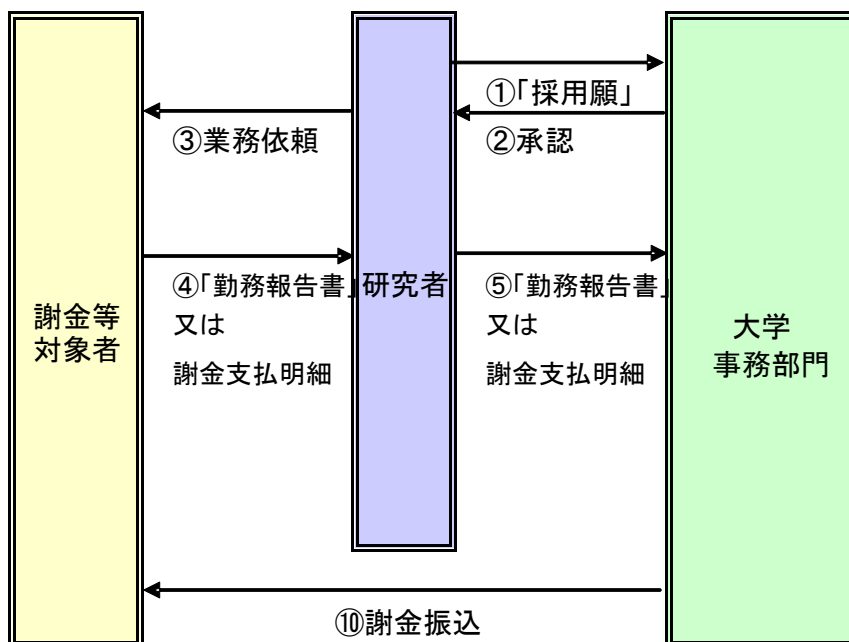 ①「採用願」
③業務依頼
②承認
謝金等
対象者
④「勤務報告書」
又は
謝金支払明細
研究者
⑤「勤務報告書」
又は
謝金支払明細
大学
事務部門
⑩謝金振込